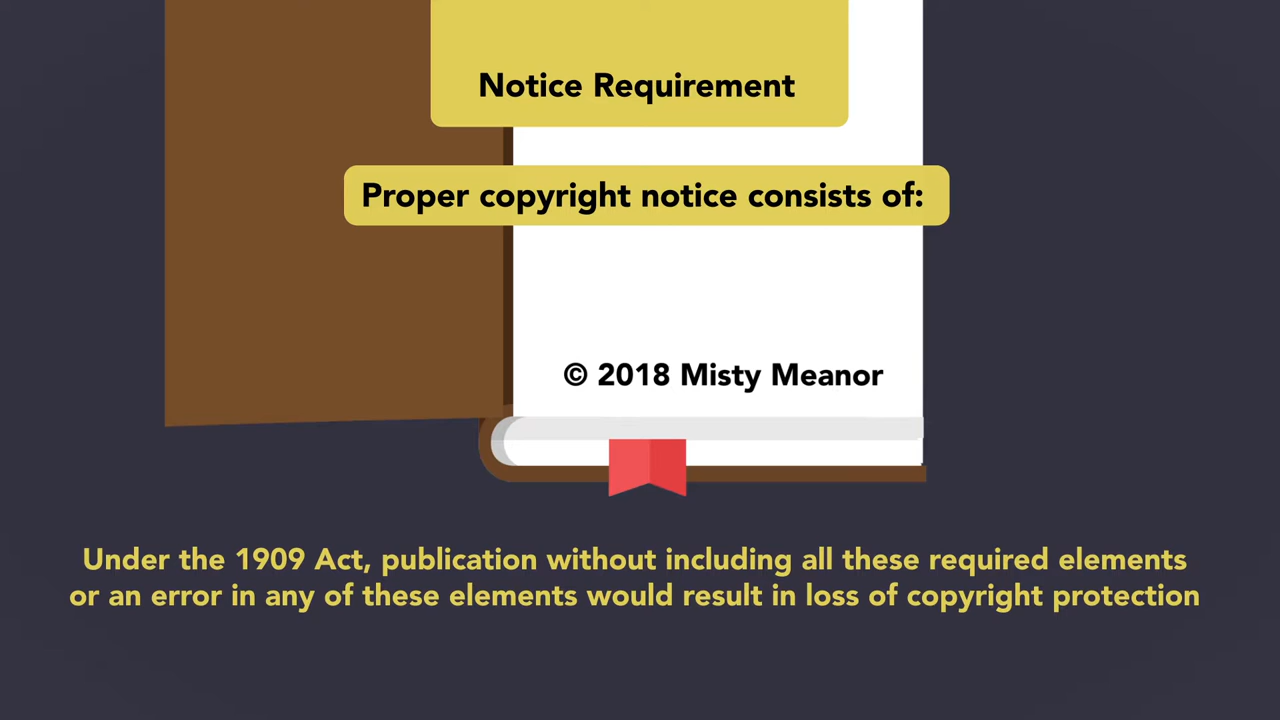 Notice Requirement
Proper copyright notice consists of:
© 2018 Misty Meanor
Under the 1909 Act, publication without including all these required elements
or an error in any of these elements would result in loss of copyright protection